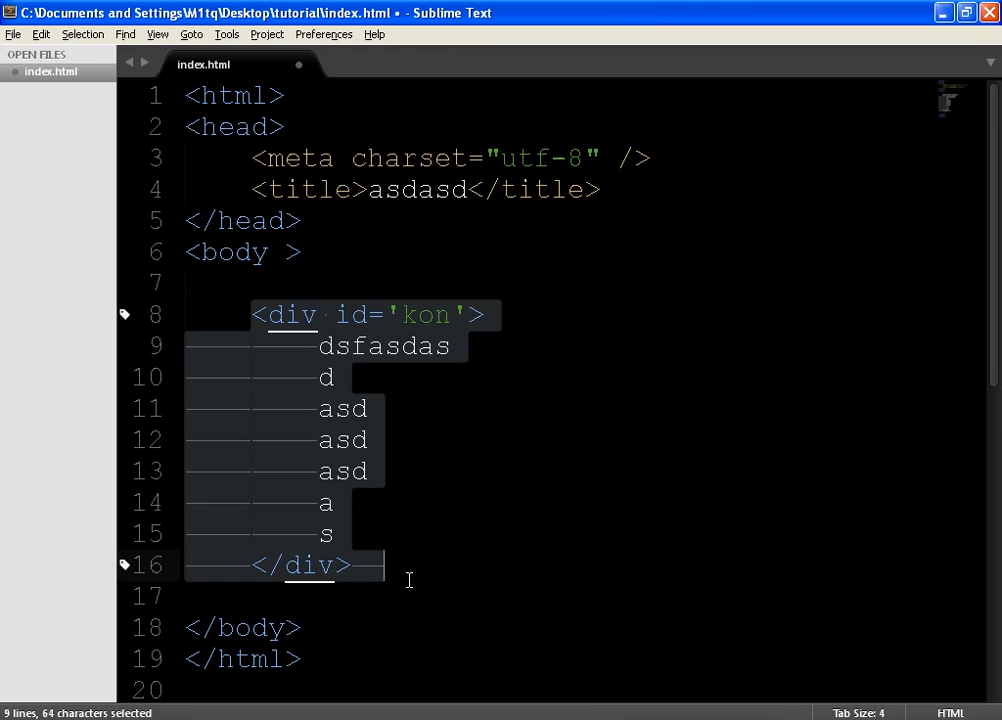 C:\Documents and Settings\M1tq\Desktop\tutorial\index.html • - Sublime Text
File Edit Selection Find View Goto Tools Project Preferences Help
OPEN FILES
index.html
index.html
1 <html>
2 <head>
3 <meta charset="utf-8" />
4 <title>asdasd</title>
5 </head>
6 <body >
7
8 <div id='kon'>
9 dsfasdas
10 d
11 asd
12 asd
13 asd
14 a
15 s
16 </div>
17
18 </body>
19 </html>
20
9 lines, 64 characters selected Tab Size: 4 HTML